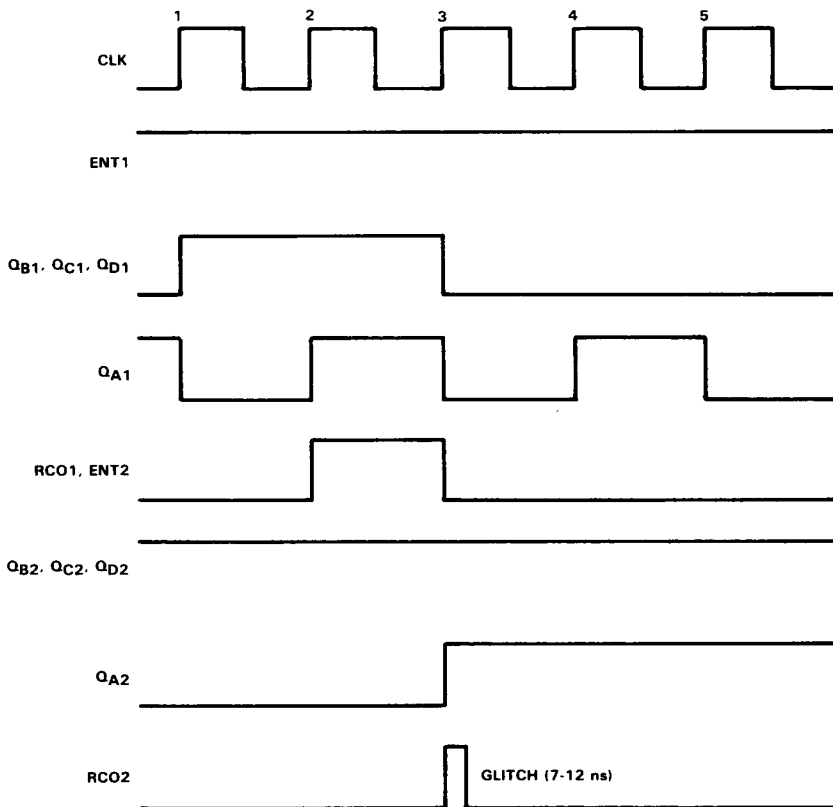 1 2 3 4 5
CLK
ENT1
QB1, QC1, QD1
QA1
RCO1, ENT2
QB2, QC2, QD2
QA2
RCO2
GLITCH (7-12 ns)